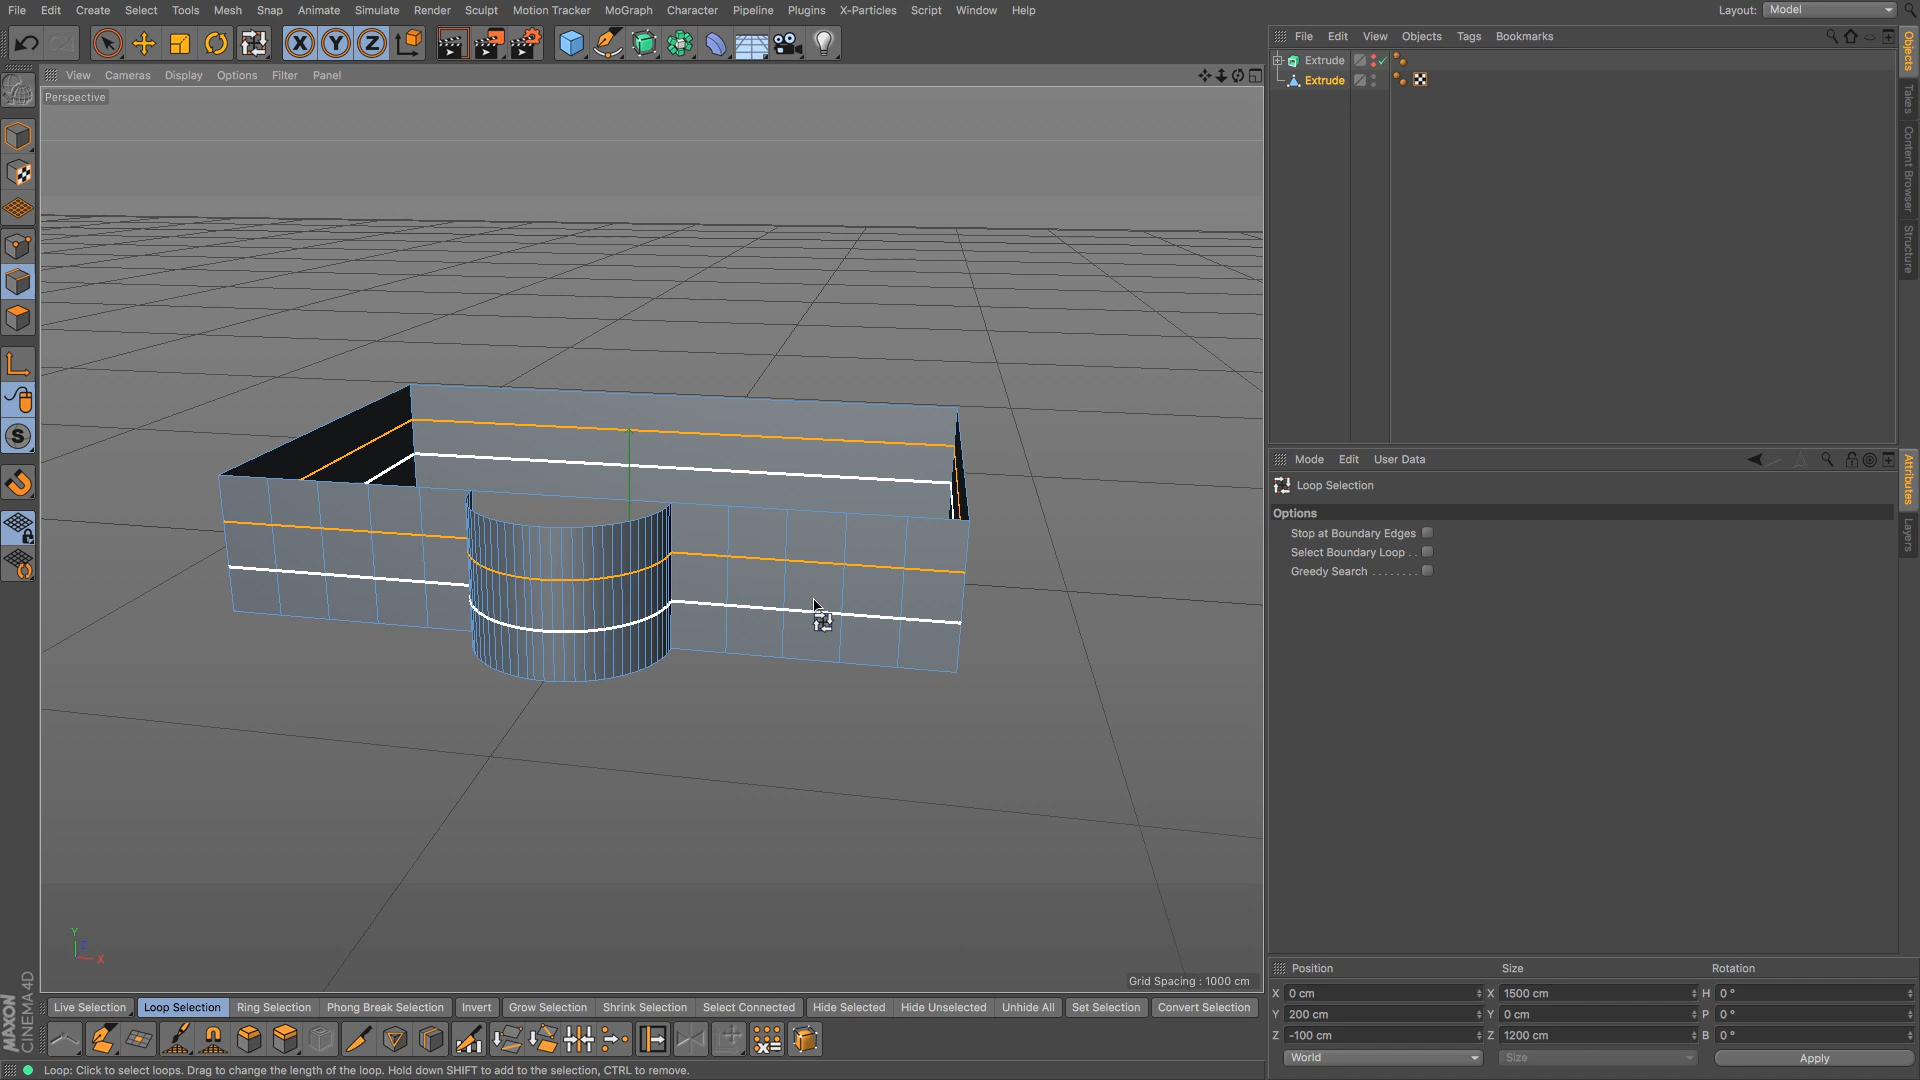 File Edit Create Select Tools Mesh Snap Animate Simulate Render Sculpt Motion Tracker MoGraph Character Pipeline Plugins X-Particles Script Window Help Layout: Model
X Y Z
File Edit View Objects Tags Bookmarks
View Cameras Display Options Filter Panel
Perspective
Extrude
Extrude
Objects
Takes
Content Browser
Structure
Mode Edit User Data
Loop Selection
Options
Stop at Boundary Edges
Select Boundary Loop . .
Greedy Search . . . . . . . .
Attributes
Layers
S
Y
Z
X
Grid Spacing : 1000 cm
Position Size Rotation
X 0 cm X 1500 cm H 0 °
Y 200 cm Y 0 cm P 0 °
Z -100 cm Z 1200 cm B 0 °
World Size Apply
Live Selection Loop Selection Ring Selection Phong Break Selection Invert Grow Selection Shrink Selection Select Connected Hide Selected Hide Unselected Unhide All Set Selection Convert Selection
MAXON
CINEMA 4D
Loop: Click to select loops. Drag to change the length of the loop. Hold down SHIFT to add to the selection, CTRL to remove.